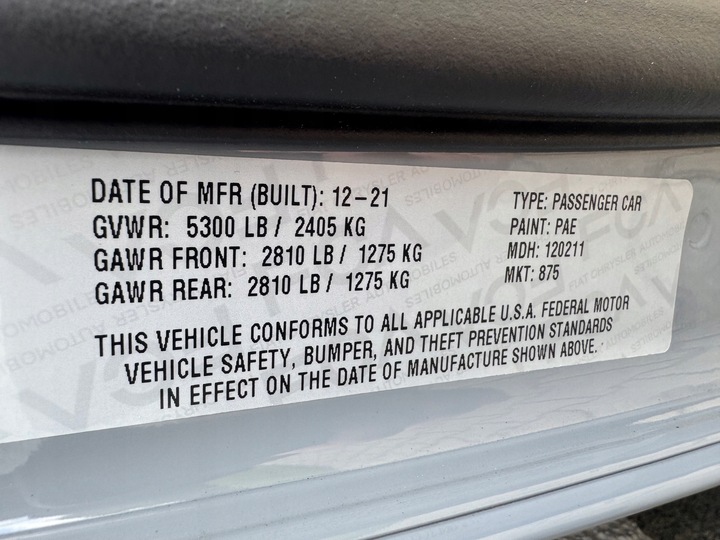 DATE OF MFR (BUILT): 12-21
GVWR: 5300 LB / 2405 KG
GAWR FRONT: 2810 LB / 1275 KG
GAWR REAR: 2810 LB / 1275 KG
TYPE: PASSENGER CAR
PAINT: PAE
MDH: 120211
MKT: 875
THIS VEHICLE CONFORMS TO ALL APPLICABLE U.S.A. FEDERAL MOTOR
VEHICLE SAFETY, BUMPER, AND THEFT PREVENTION STANDARDS
IN EFFECT ON THE DATE OF MANUFACTURE SHOWN ABOVE.